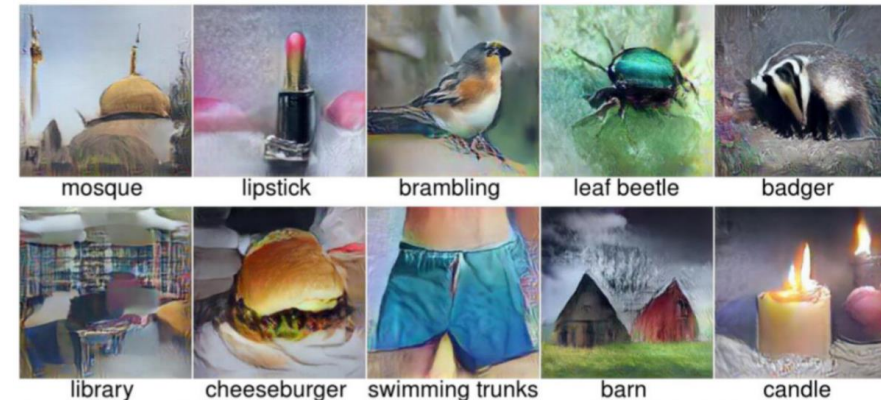 mosque lipstick brambling leaf beetle badger
library cheeseburger swimming trunks barn candle